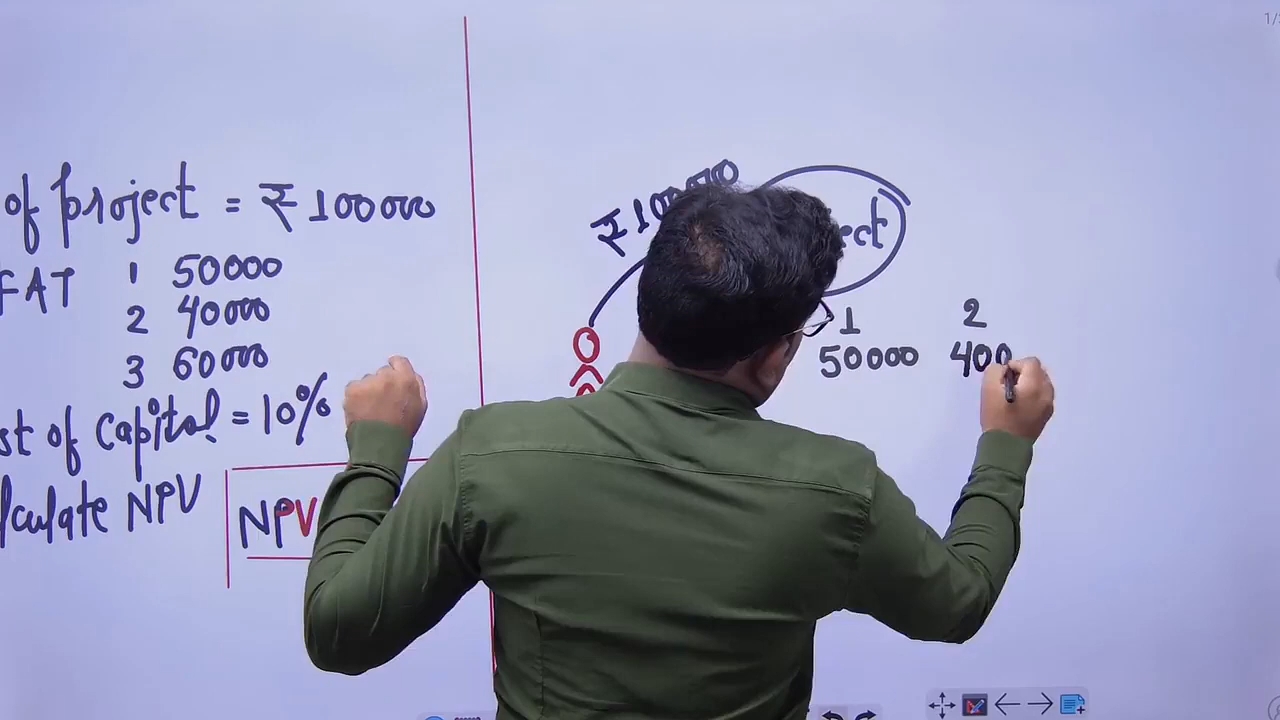 of project = ₹ 100000
FAT 1 50000
2 40000
3 60000
st of capital = 10%
lculate NPV
NPV
₹ 100000
ect
1 2
50000 400